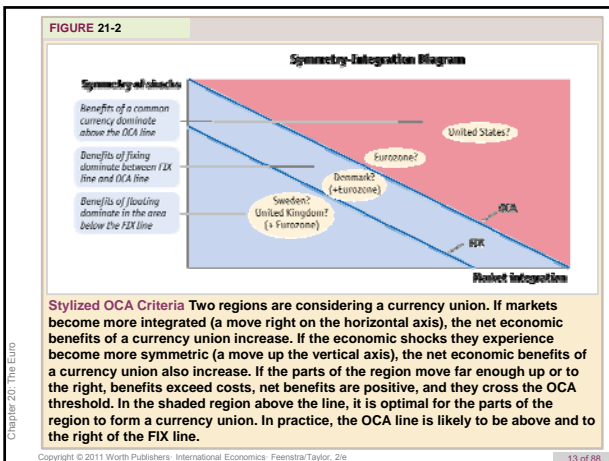 FIGURE 21-2
Symmetry-Integration Diagram
Symmetry of shocks
Benefits of a common
currency dominate
above the OCA line
Benefits of fixing
dominate between FIX
line and OCA line
Benefits of floating
dominate in the area
below the FIX line
United States?
Eurozone?
Denmark?
(+Eurozone)
Sweden?
United Kingdom?
(+ Eurozone)
OCA
FIX
Market integration
Stylized OCA Criteria Two regions are considering a currency union. If markets
become more integrated (a move right on the horizontal axis), the net economic
benefits of a currency union increase. If the economic shocks they experience
become more symmetric (a move up the vertical axis), the net economic benefits of
a currency union also increase. If the parts of the region move far enough up or to
the right, benefits exceed costs, net benefits are positive, and they cross the OCA
threshold. In the shaded region above the line, it is optimal for the parts of the
region to form a currency union. In practice, the OCA line is likely to be above and to
the right of the FIX line.
Chapter 20: The Euro
Copyright © 2011 Worth Publishers· International Economics· Feenstra/Taylor, 2/e
13 of 88